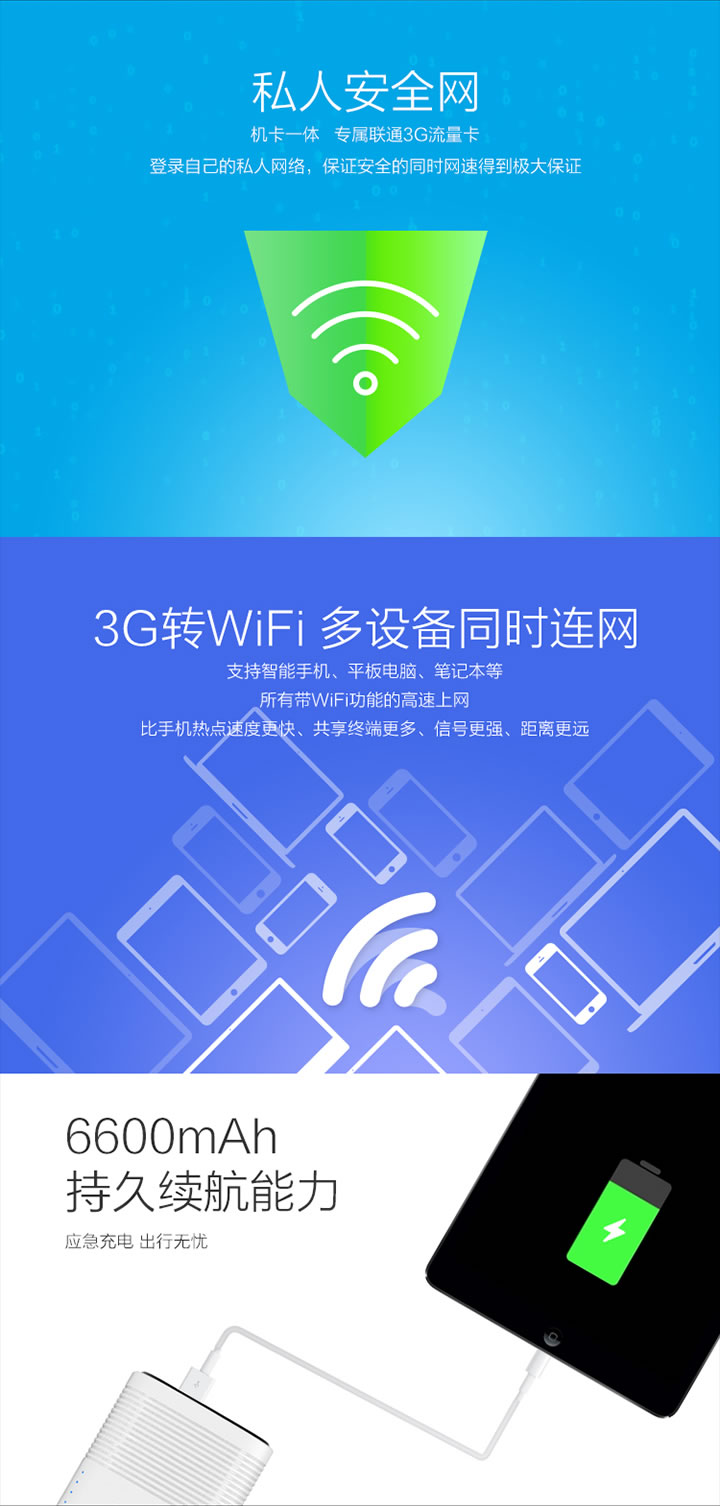 私人安全网
机卡一体 专属联通3G流量卡
登录自己的私人网络，保证安全的同时网速得到极大保证
3G转WiFi 多设备同时连网
支持智能手机、平板电脑、笔记本等
所有带WiFi功能的高速上网
比手机热点速度更快、共享终端更多、信号更强、距离更远
6600mAh
持久续航能力
应急充电 出行无忧